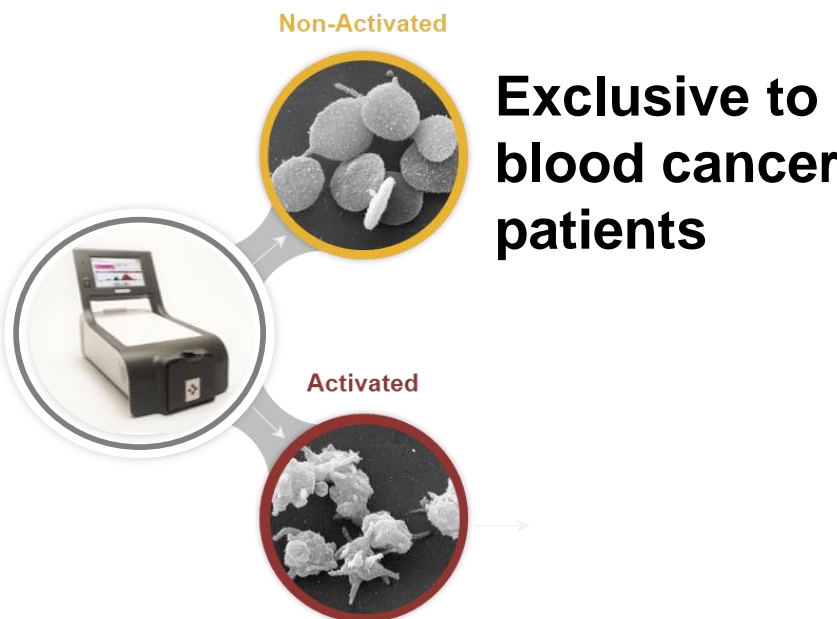 Non-Activated
Exclusive to
blood cancer
patients
Activated